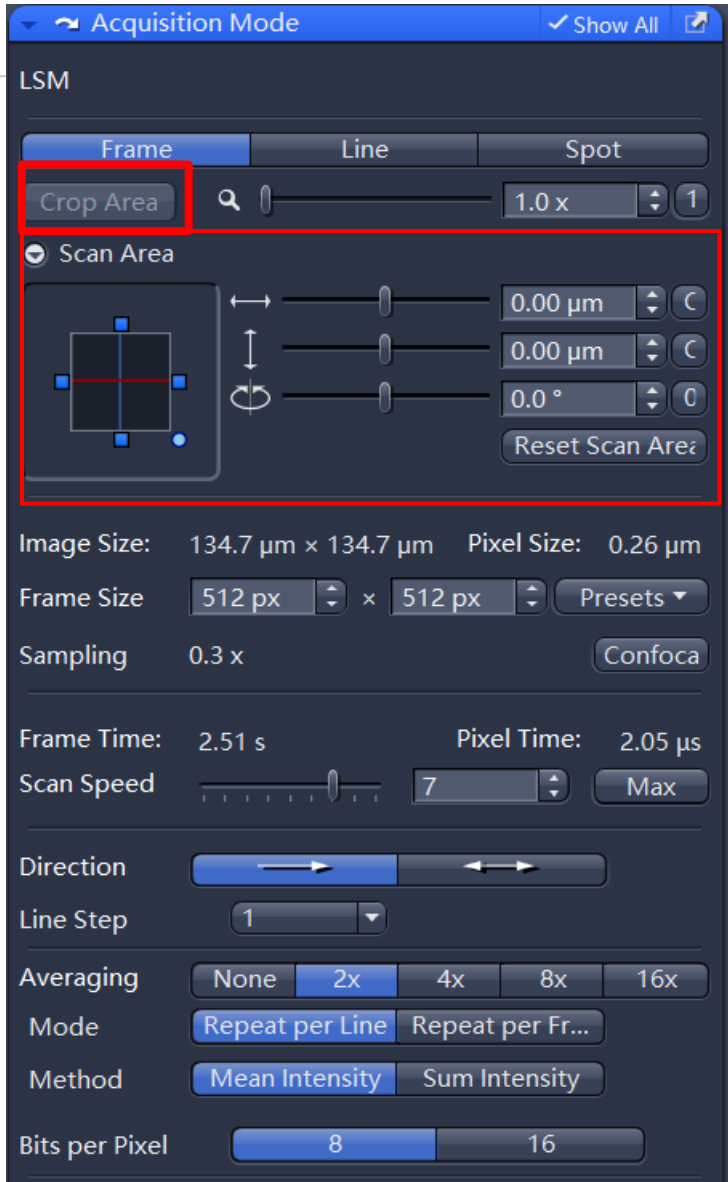 Acquisition Mode Show All
LSM
Frame Line Spot
Crop Area 1.0 x 1
Scan Area
0.00 µm C
0.00 µm C
0.0 ° 0
Reset Scan Area
Image Size: 134.7 µm × 134.7 µm Pixel Size: 0.26 µm
Frame Size 512 px × 512 px Presets
Sampling 0.3 x Confoca
Frame Time: 2.51 s Pixel Time: 2.05 µs
Scan Speed 7 Max
Direction
Line Step 1
Averaging None 2x 4x 8x 16x
Mode Repeat per Line Repeat per Fr...
Method Mean Intensity Sum Intensity
Bits per Pixel 8 16